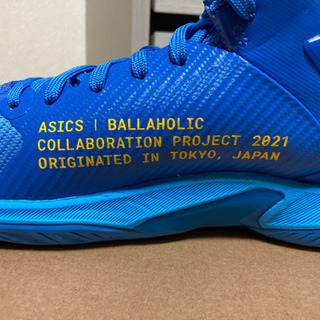 ASICS | BALLAHOLIC
COLLABORATION PROJECT 2021
ORIGINATED IN TOKYO, JAPAN